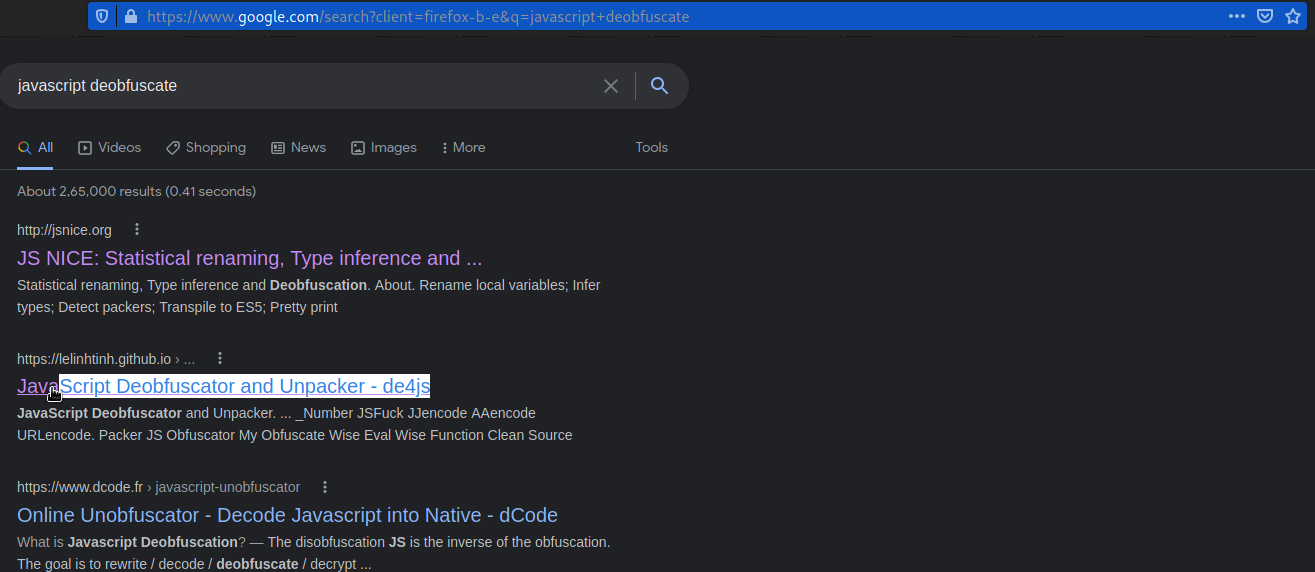 https://www.google.com/search?client=firefox-b-e&q=javascript+deobfuscate
javascript deobfuscate
All Videos Shopping News Images More Tools
About 2,65,000 results (0.41 seconds)
http://jsnice.org
JS NICE: Statistical renaming, Type inference and ...
Statistical renaming, Type inference and Deobfuscation. About. Rename local variables; Infer
types; Detect packers; Transpile to ES5; Pretty print
https://lelinhtinh.github.io › ...
JavaScript Deobfuscator and Unpacker - de4js
JavaScript Deobfuscator and Unpacker. ... _Number JSFuck JJencode AAencode
URLencode. Packer JS Obfuscator My Obfuscate Wise Eval Wise Function Clean Source
https://www.dcode.fr › javascript-unobfuscator
Online Unobfuscator - Decode Javascript into Native - dCode
What is Javascript Deobfuscation? — The disobfuscation JS is the inverse of the obfuscation.
The goal is to rewrite / decode / deobfuscate / decrypt ...